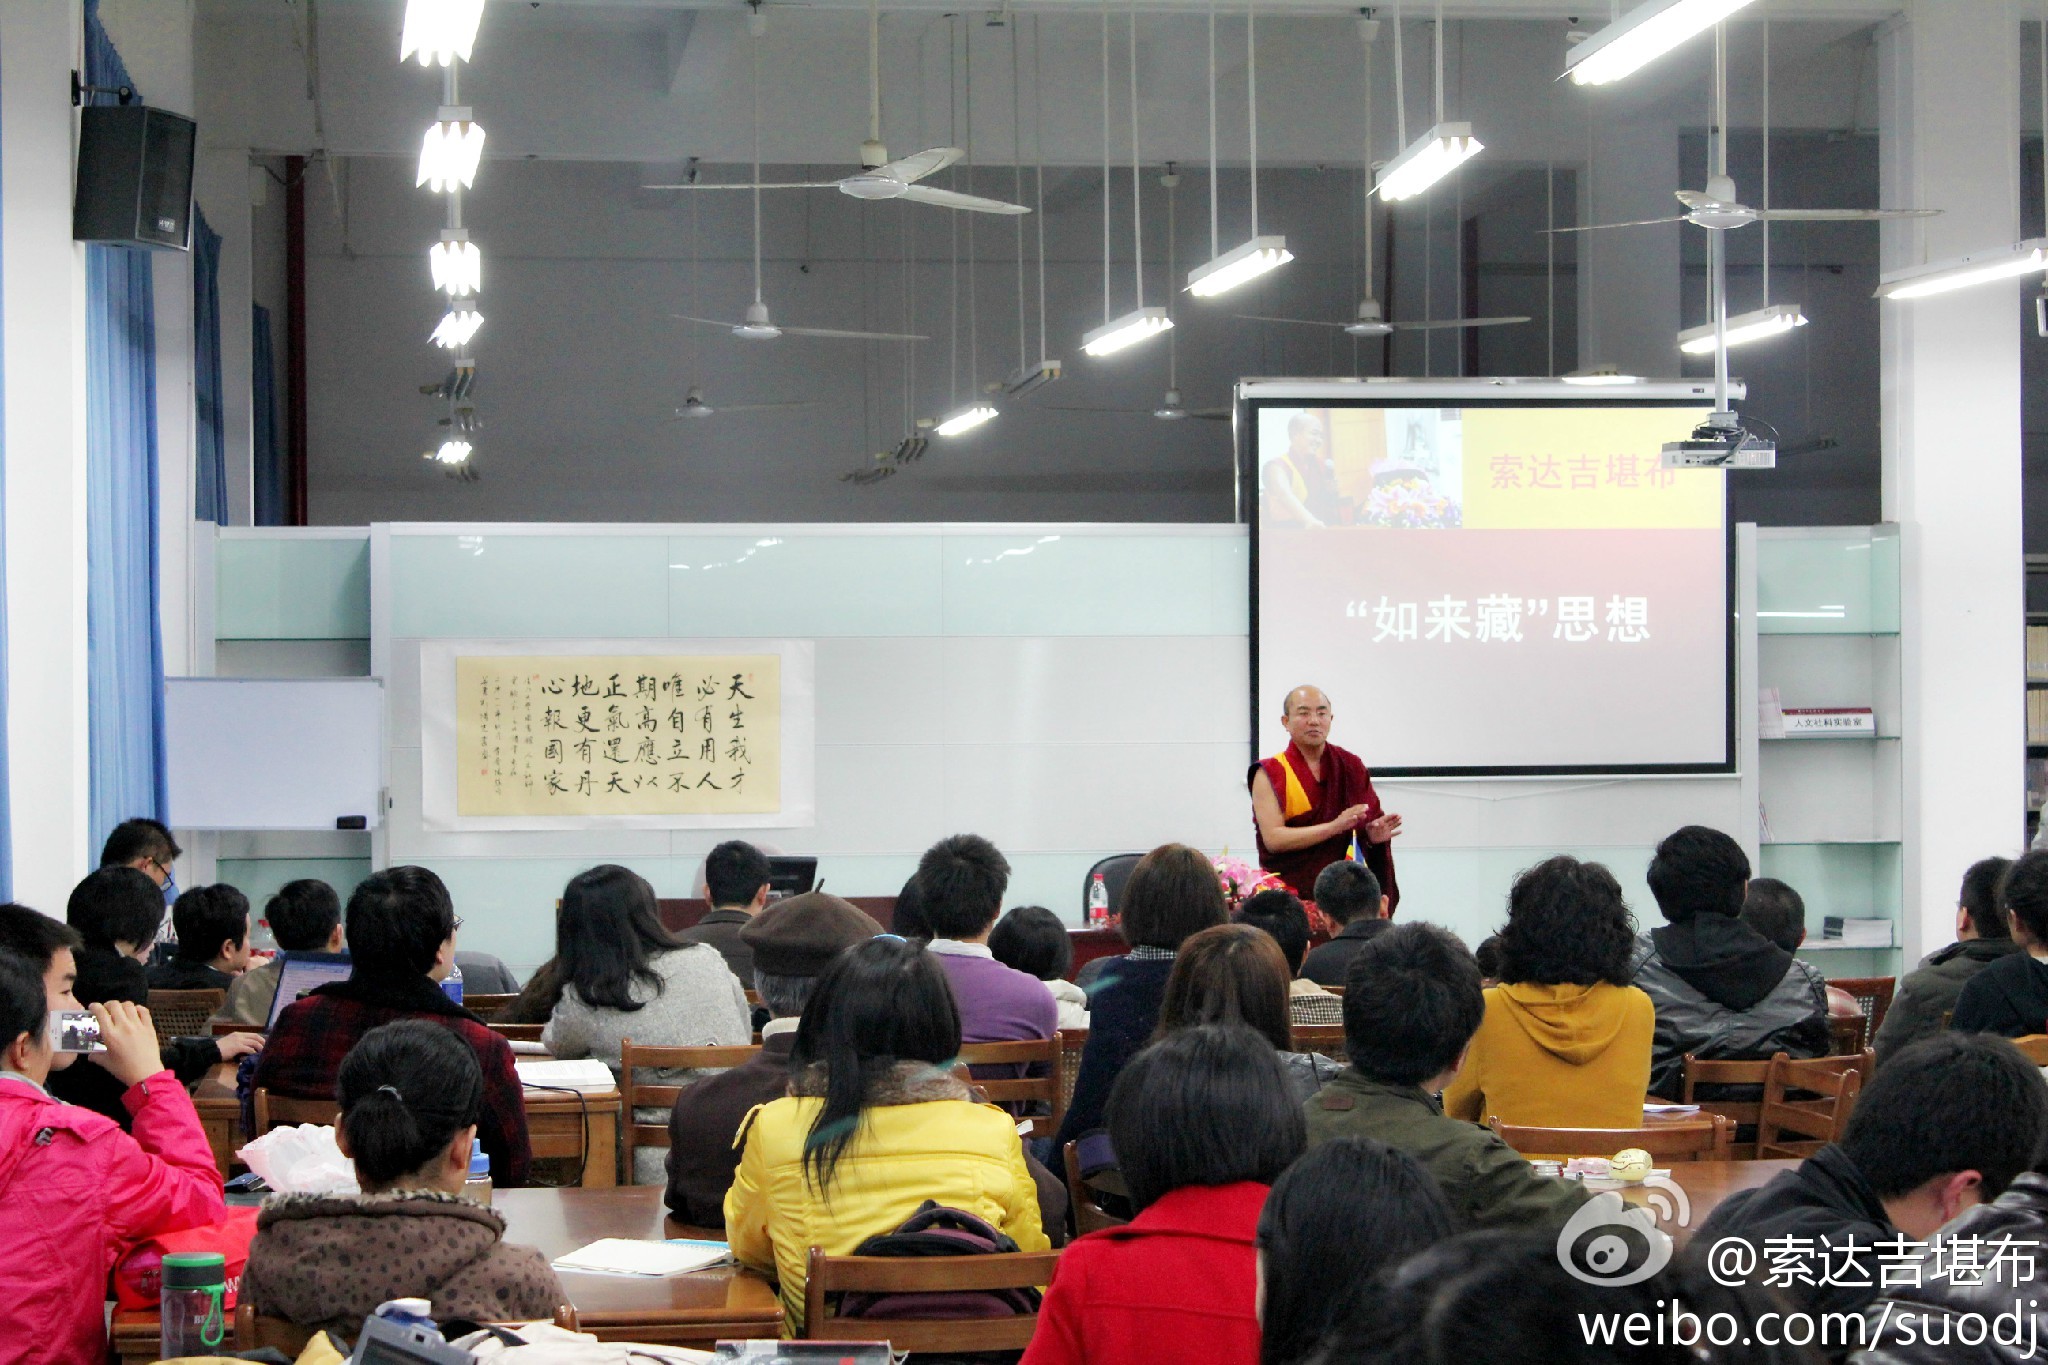 索达吉堪布
“如来藏”思想
天生我才
必有用人
唯自立不
期高應以
正氣還天
地更有丹
心報國家
人文社科实验室
@索达吉堪布
weibo.com/suodj